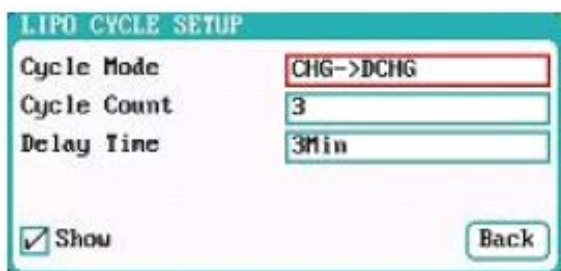 LIPO CYCLE SETUP
Cycle Mode CHG->DCHG
Cycle Count 3
Delay Time 3Min
Show Back